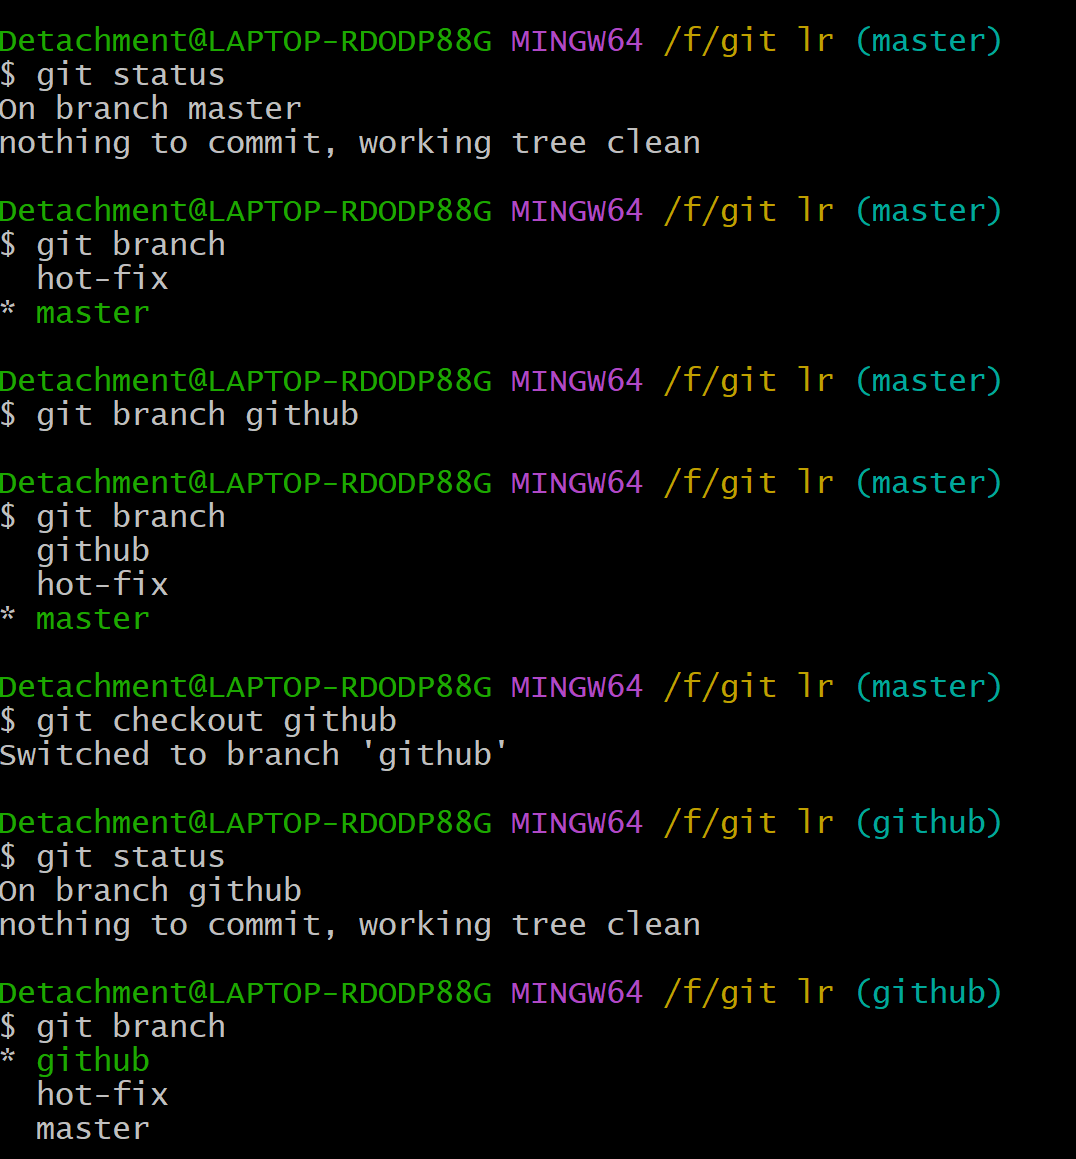 Detachment@LAPTOP-RDODP88G MINGW64 /f/git lr (master)
$ git status
On branch master
nothing to commit, working tree clean
Detachment@LAPTOP-RDODP88G MINGW64 /f/git lr (master)
$ git branch
  hot-fix
* master
Detachment@LAPTOP-RDODP88G MINGW64 /f/git lr (master)
$ git branch github
Detachment@LAPTOP-RDODP88G MINGW64 /f/git lr (master)
$ git branch
  github
  hot-fix
* master
Detachment@LAPTOP-RDODP88G MINGW64 /f/git lr (master)
$ git checkout github
Switched to branch 'github'
Detachment@LAPTOP-RDODP88G MINGW64 /f/git lr (github)
$ git status
On branch github
nothing to commit, working tree clean
Detachment@LAPTOP-RDODP88G MINGW64 /f/git lr (github)
$ git branch
* github
  hot-fix
  master